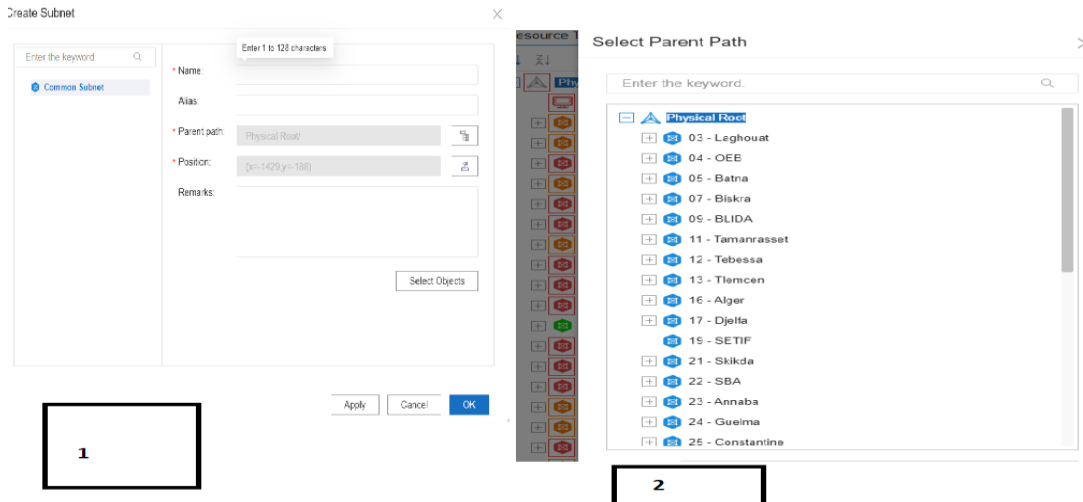 Create Subnet
Enter the keyword.
Common Subnet
Enter 1 to 128 characters.
* Name:
Alias:
* Parent path:
Physical Root/
* Position:
(x=-1429,y=-188)
Remarks:
Select Objects
Apply
Cancel
OK
1
Select Parent Path
Enter the keyword.
Physical Root
03 - Laghouat
04 - OEB
05 - Batna
07 - Biskra
09 - BLIDA
11 - Tamanrasset
12 - Tebessa
13 - Tlemcen
16 - Alger
17 - Djelfa
19 - SETIF
21 - Skikda
22 - SBA
23 - Annaba
24 - Guelma
25 - Constantine
2